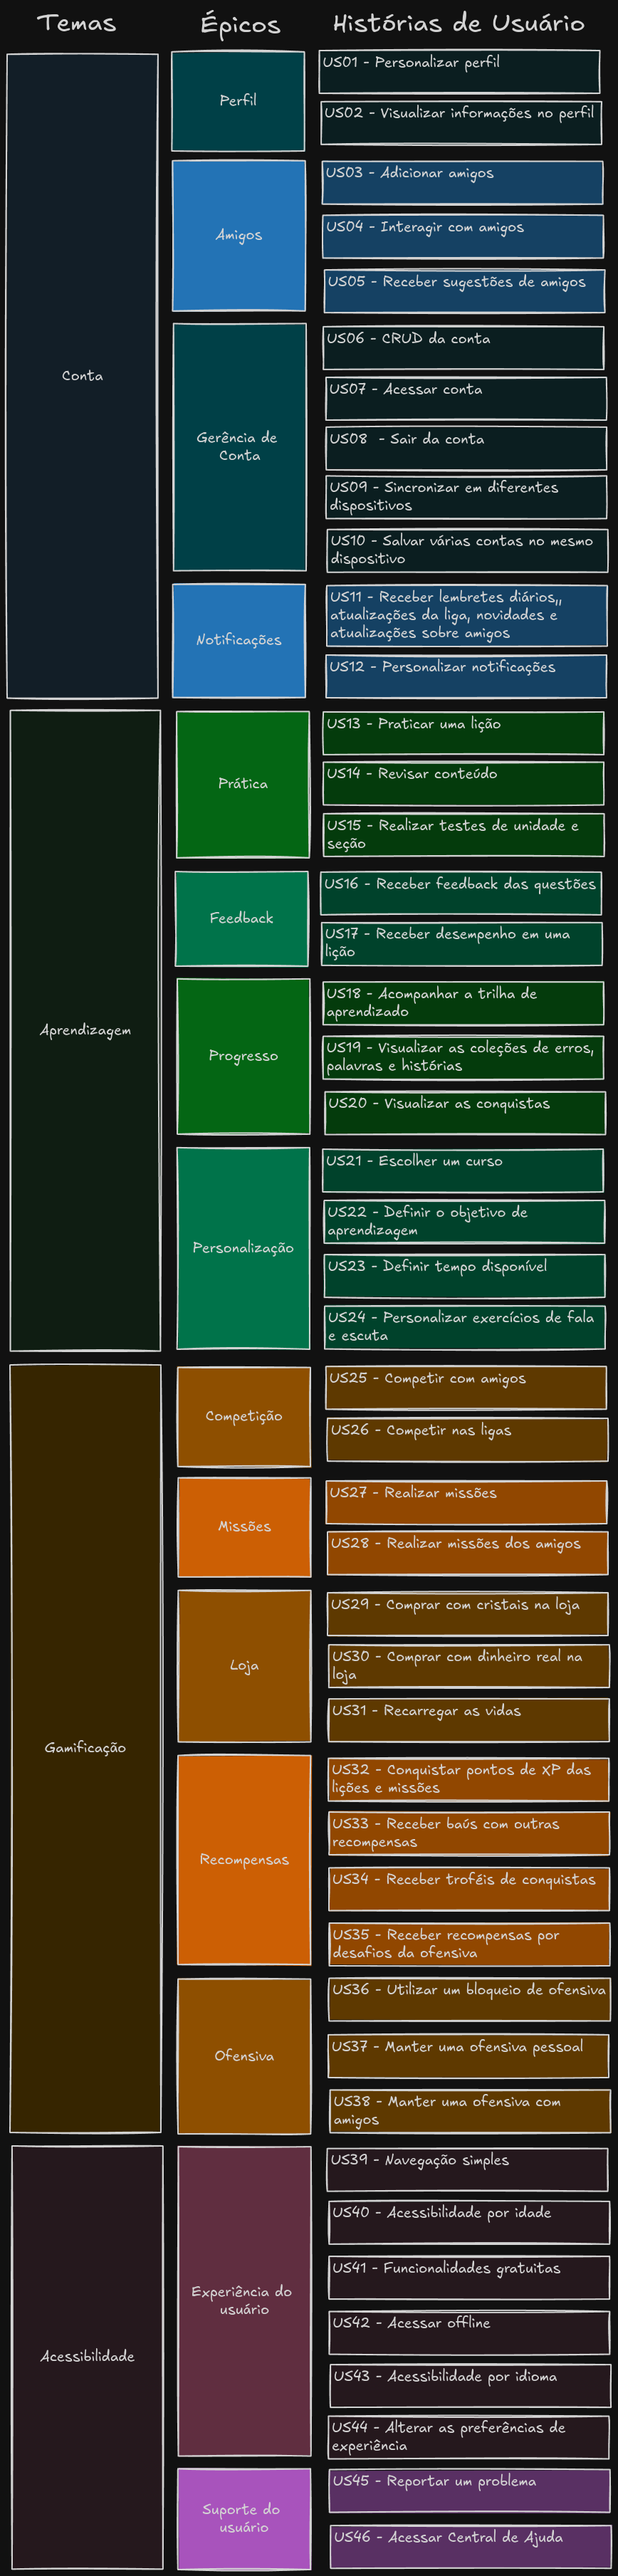 Temas
Épicos
Histórias de Usuário
Conta
Perfil
US01 - Personalizar perfil
US02 - Visualizar informações no perfil
Amigos
US03 - Adicionar amigos
US04 - Interagir com amigos
US05 - Receber sugestões de amigos
Gerência de
Conta
US06 - CRUD da conta
US07 - Acessar conta
US08  - Sair da conta
US09 - Sincronizar em diferentes
dispositivos
US10 - Salvar várias contas no mesmo
dispositivo
Notificações
US11 - Receber lembretes diários,,
atualizações da liga, novidades e
atualizações sobre amigos
US12 - Personalizar notificações
Aprendizagem
Prática
US13 - Praticar uma lição
US14 - Revisar conteúdo
US15 - Realizar testes de unidade e
seção
Feedback
US16 - Receber feedback das questões
US17 - Receber desempenho em uma
lição
Progresso
US18 - Acompanhar a trilha de
aprendizado
US19 - Visualizar as coleções de erros,
palavras e histórias
US20 - Visualizar as conquistas
Personalização
US21 - Escolher um curso
US22 - Definir o objetivo de
aprendizagem
US23 - Definir tempo disponível
US24 - Personalizar exercícios de fala
e escuta
Gamificação
Competição
US25 - Competir com amigos
US26 - Competir nas ligas
Missões
US27 - Realizar missões
US28 - Realizar missões dos amigos
Loja
US29 - Comprar com cristais na loja
US30 - Comprar com dinheiro real na
loja
US31 - Recarregar as vidas
Recompensas
US32 - Conquistar pontos de XP das
lições e missões
US33 - Receber baús com outras
recompensas
US34 - Receber troféis de conquistas
US35 - Receber recompensas por
desafios da ofensiva
Ofensiva
US36 - Utilizar um bloqueio de ofensiva
US37 - Manter uma ofensiva pessoal
US38 - Manter uma ofensiva com
amigos
Acessibilidade
Experiência do
usuário
US39 - Navegação simples
US40 - Acessibilidade por idade
US41 - Funcionalidades gratuitas
US42 - Acessar offline
US43 - Acessibilidade por idioma
US44 - Alterar as preferências de
experiência
Suporte do
usuário
US45 - Reportar um problema
US46 - Acessar Central de Ajuda